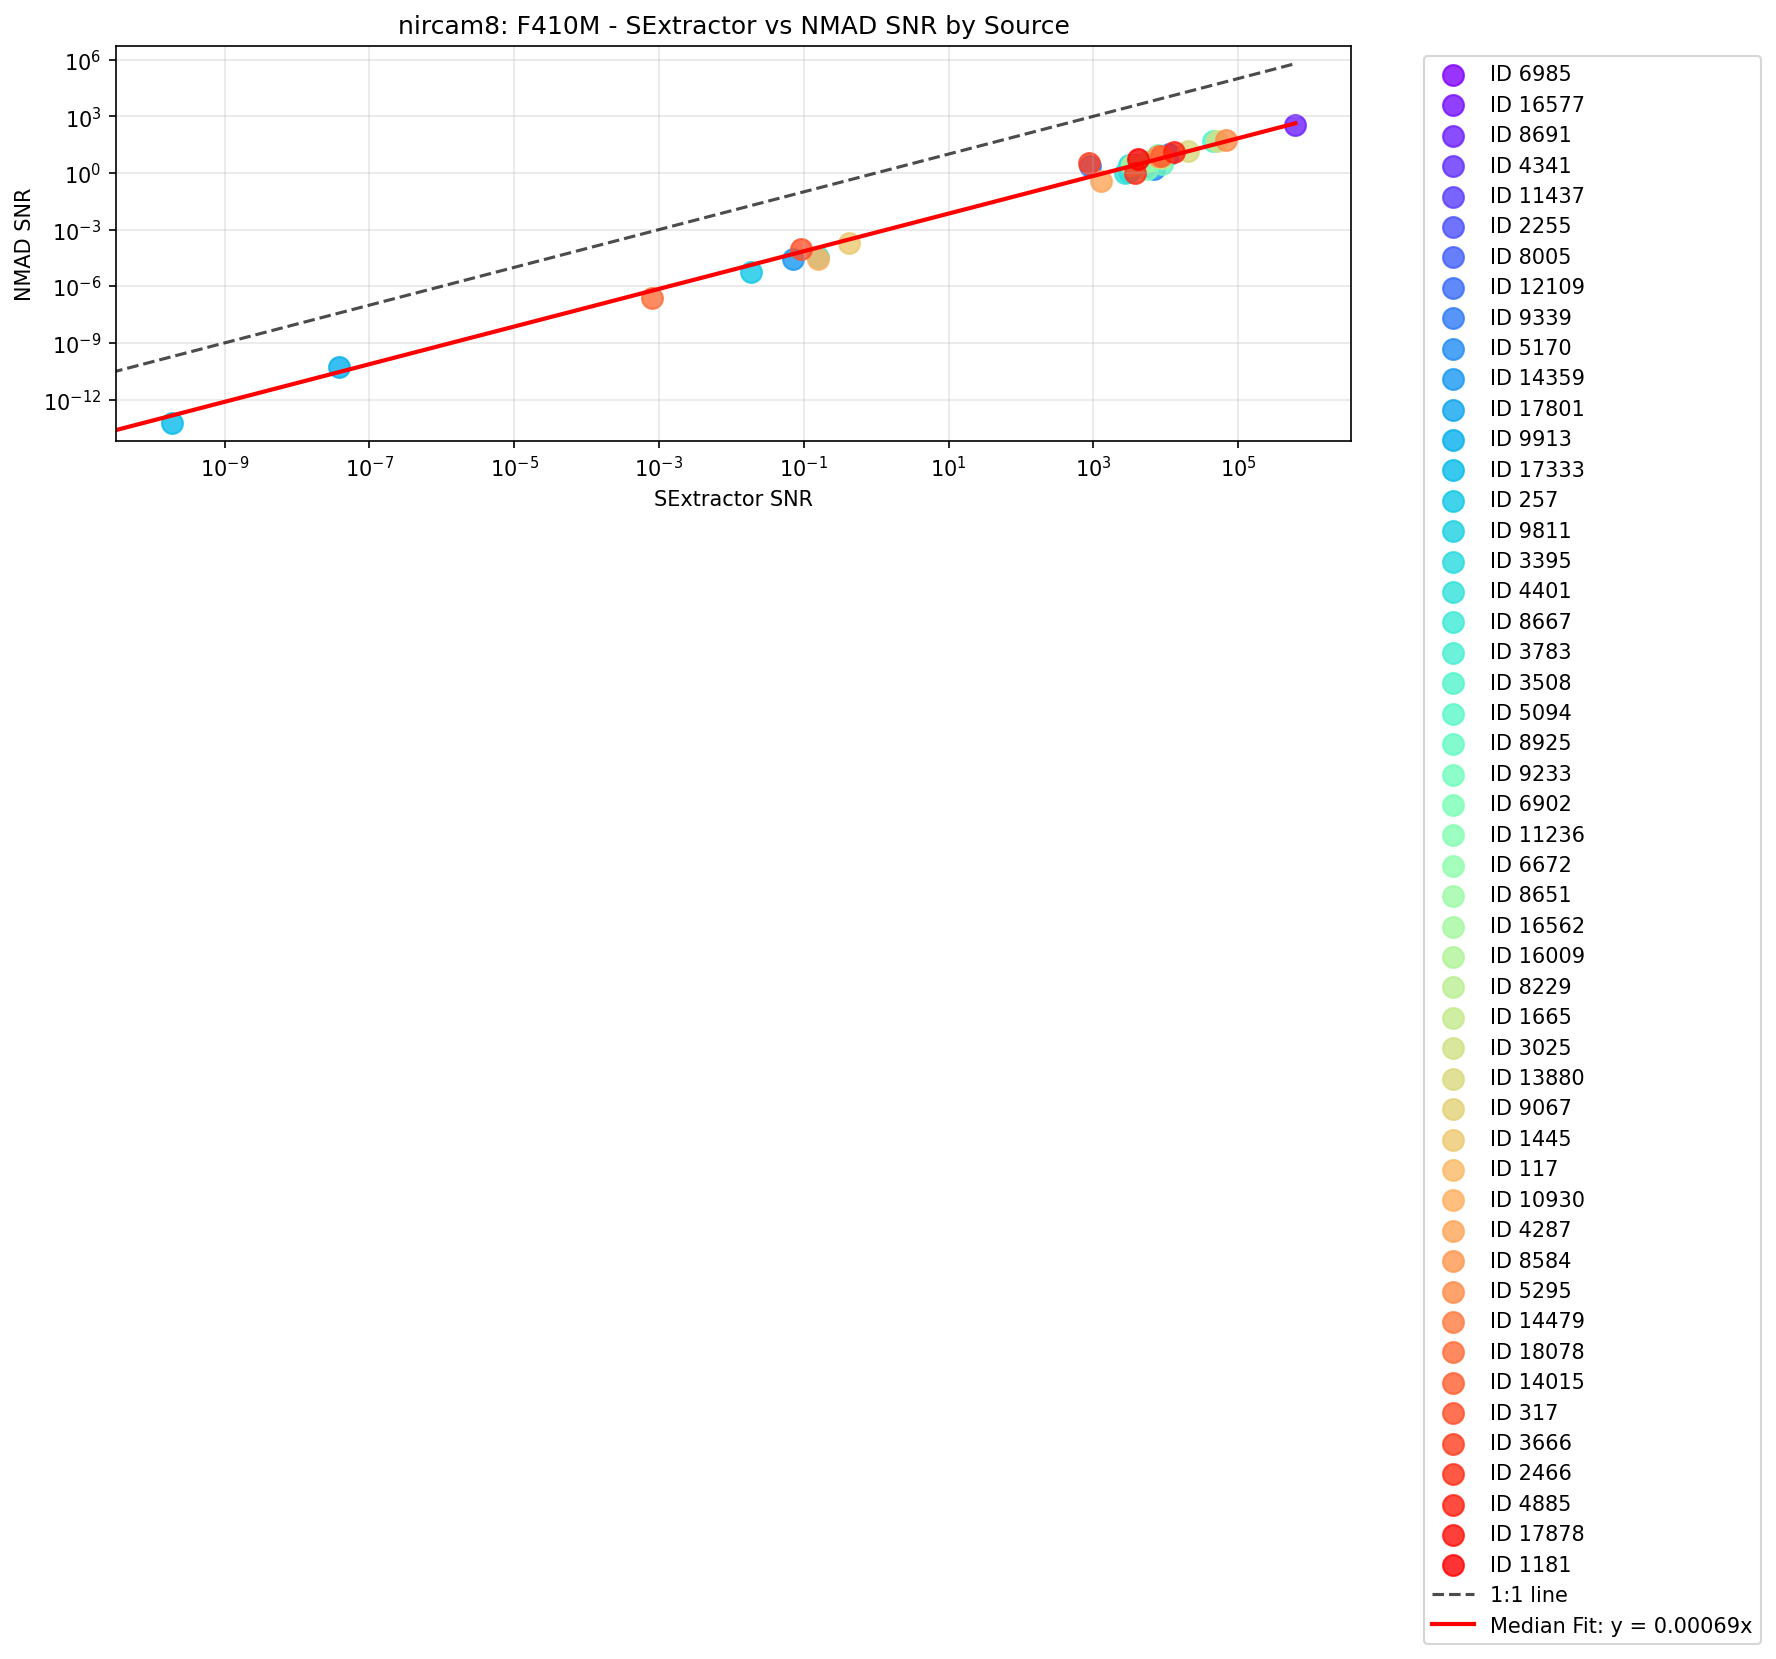 nircam8: F410M - SExtractor vs NMAD SNR by Source
NMAD SNR
10^6
10^3
10^0
10^-3
10^-6
10^-9
10^-12
10^-9 10^-7 10^-5 10^-3 10^-1 10^1 10^3 10^5
SExtractor SNR
ID 6985
ID 16577
ID 8691
ID 4341
ID 11437
ID 2255
ID 8005
ID 12109
ID 9339
ID 5170
ID 14359
ID 17801
ID 9913
ID 17333
ID 257
ID 9811
ID 3395
ID 4401
ID 8667
ID 3783
ID 3508
ID 5094
ID 8925
ID 9233
ID 6902
ID 11236
ID 6672
ID 8651
ID 16562
ID 16009
ID 8229
ID 1665
ID 3025
ID 13880
ID 9067
ID 1445
ID 117
ID 10930
ID 4287
ID 8584
ID 5295
ID 14479
ID 18078
ID 14015
ID 317
ID 3666
ID 2466
ID 4885
ID 17878
ID 1181
1:1 line
Median Fit: y = 0.00069x